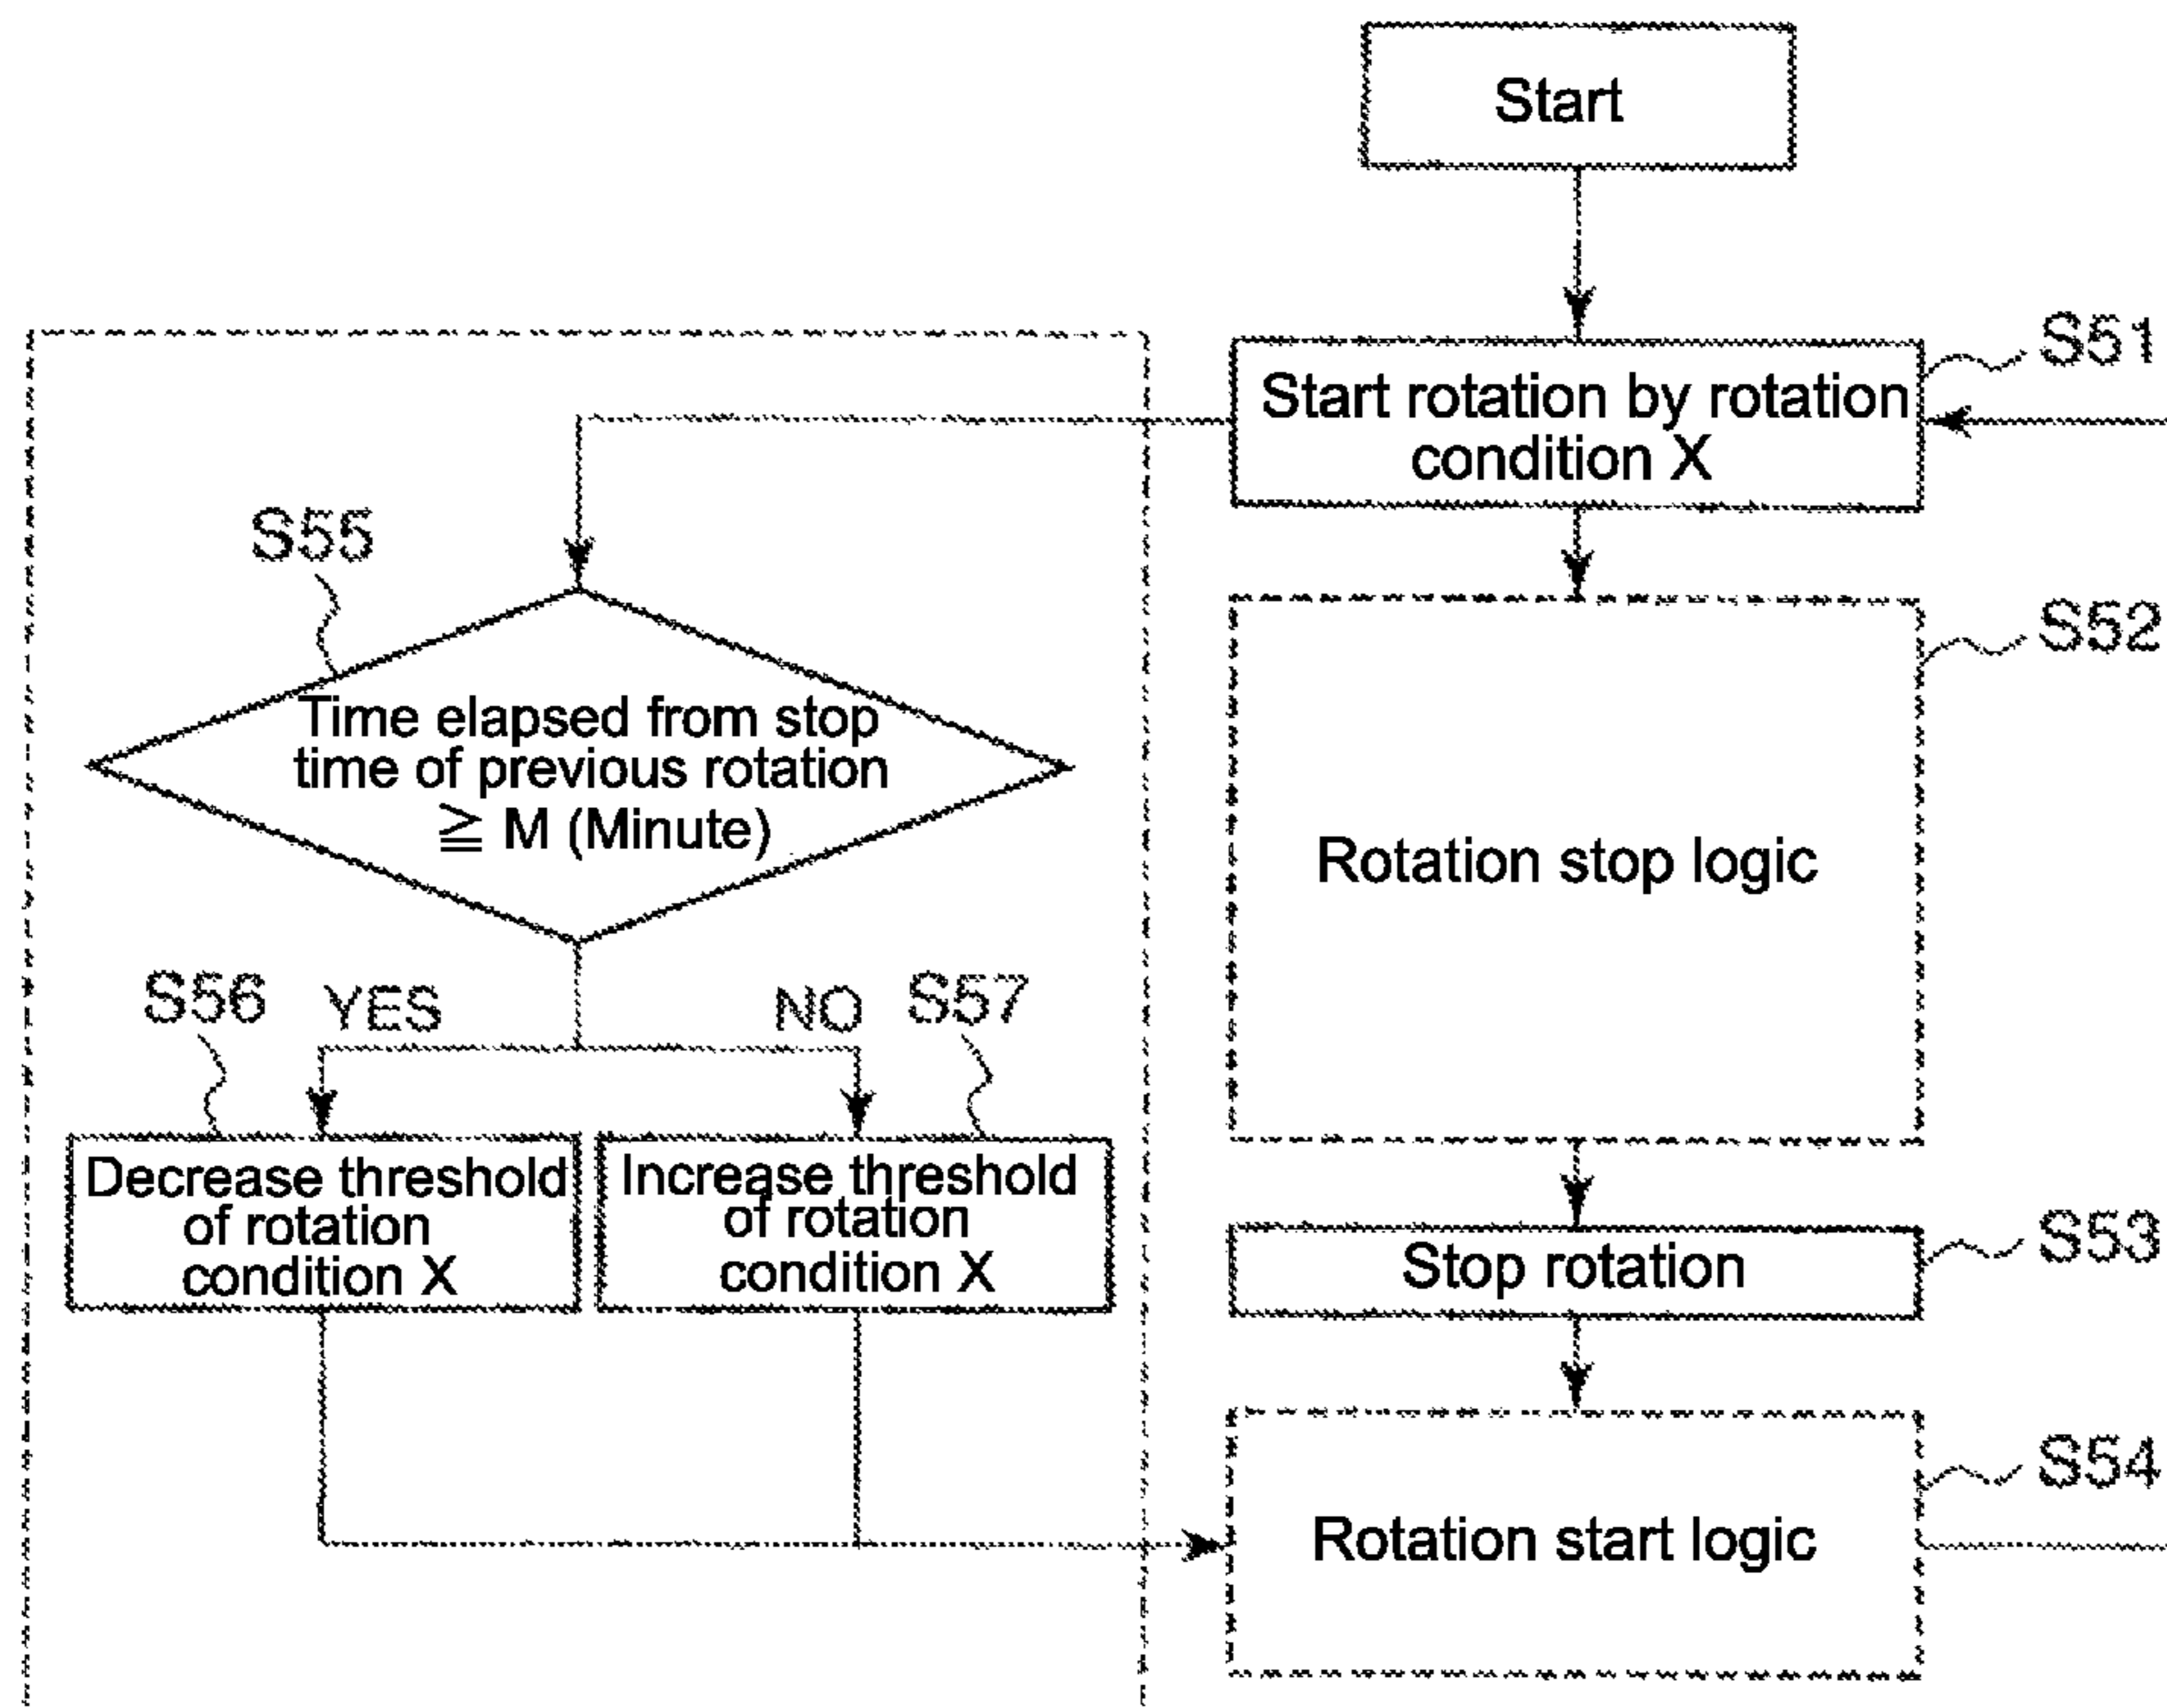 Start
S51
Start rotation by rotation
condition X
S55
S52
Time elapsed from stop
time of previous rotation
≧ M (Minute)
Rotation stop logic
S56
YES
NO
S57
Decrease threshold
of rotation
condition X
Increase threshold
of rotation
condition X
S53
Stop rotation
S54
Rotation start logic